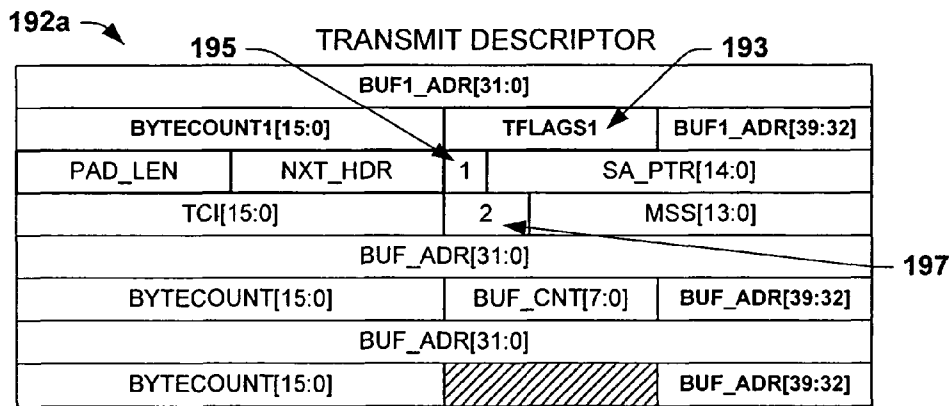 192a
TRANSMIT DESCRIPTOR
195
193
BUF1_ADR[31:0]
BYTECOUNT1[15:0] TFLAGS1 BUF1_ADR[39:32]
PAD_LEN NXT_HDR 1 SA_PTR[14:0]
TCI[15:0] 2 MSS[13:0]
BUF_ADR[31:0]
197
BYTECOUNT[15:0] BUF_CNT[7:0] BUF_ADR[39:32]
BUF_ADR[31:0]
BYTECOUNT[15:0] BUF_ADR[39:32]